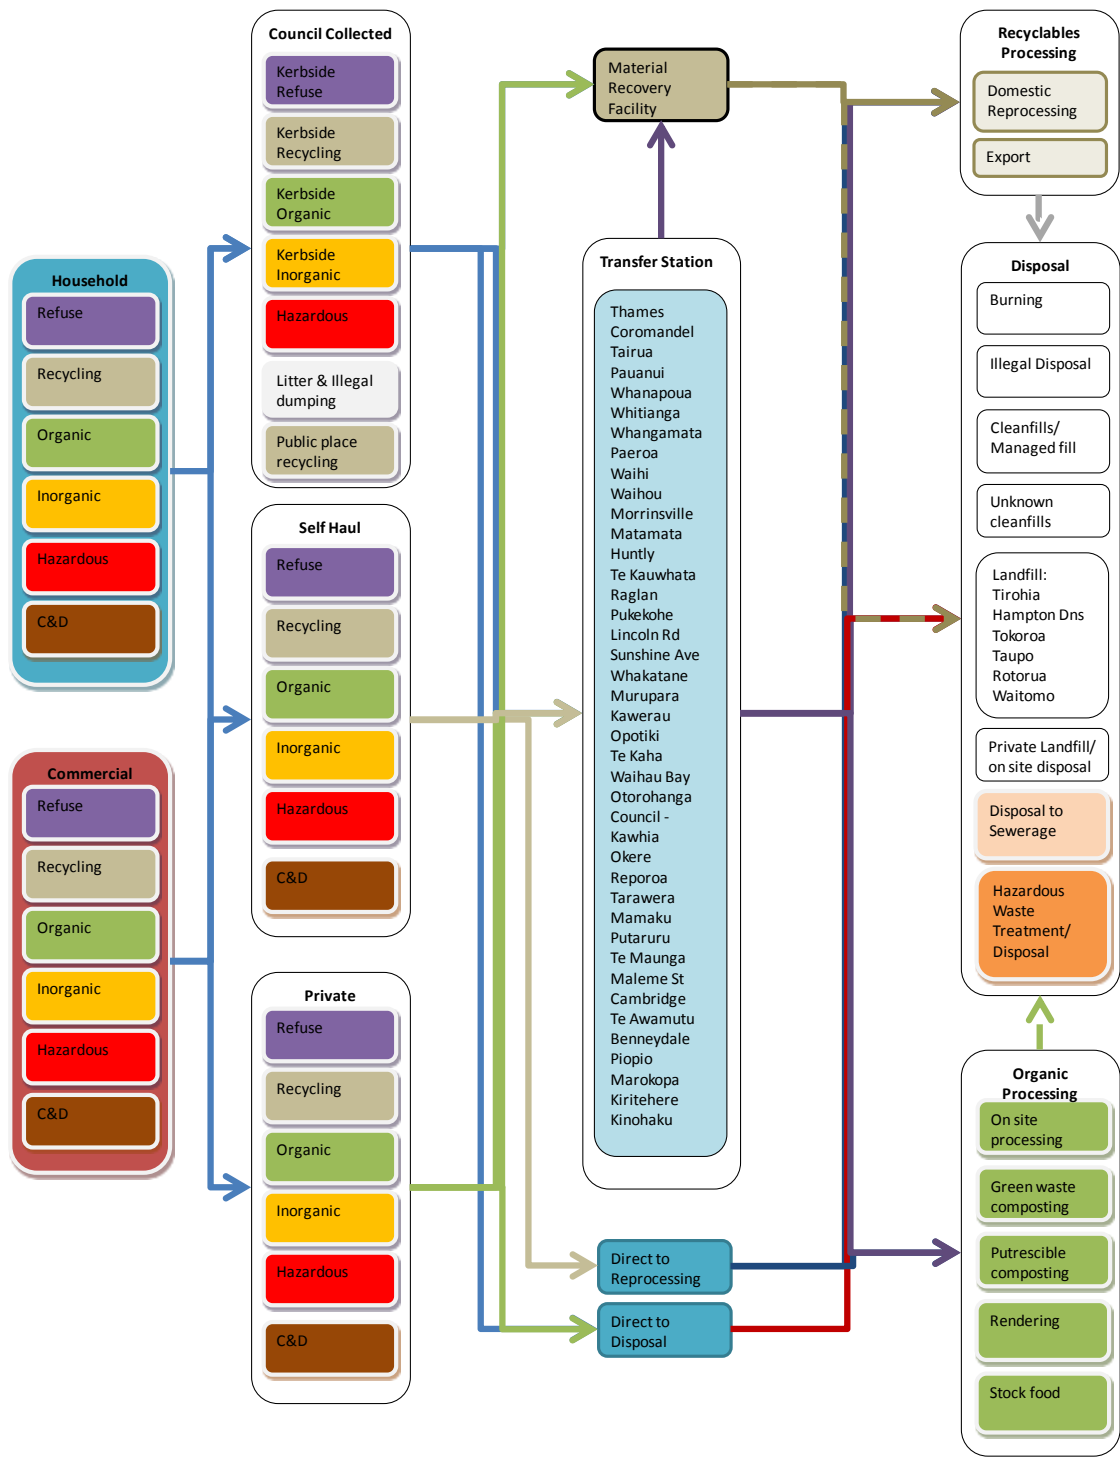 Household
Refuse
Recycling
Organic
Inorganic
Hazardous
C&D
Commercial
Refuse
Recycling
Organic
Inorganic
Hazardous
C&D
Council Collected
Kerbside
Refuse
Kerbside
Recycling
Kerbside
Organic
Kerbside
Inorganic
Hazardous
Litter & Illegal
dumping
Public place
recycling
Self Haul
Refuse
Recycling
Organic
Inorganic
Hazardous
C&D
Private
Refuse
Recycling
Organic
Inorganic
Hazardous
C&D
Material
Recovery
Facility
Transfer Station
Thames
Coromandel
Tairua
Pauanui
Whanapoua
Whitianga
Whangamata
Paeroa
Waihi
Waihou
Morrinsville
Matamata
Huntly
Te Kauwhata
Raglan
Pukekohe
Lincoln Rd
Sunshine Ave
Whakatane
Murupara
Kawerau
Opotiki
Te Kaha
Waihau Bay
Otorohanga
Council -
Kawhia
Okere
Reporoa
Tarawera
Mamaku
Putaruru
Te Maunga
Maleme St
Cambridge
Te Awamutu
Benneydale
Piopio
Marokopa
Kiritehere
Kinohaku
Direct to
Reprocessing
Direct to
Disposal
Recyclables
Processing
Domestic
Reprocessing
Export
Disposal
Burning
Illegal Disposal
Cleanfills/
Managed fill
Unknown
cleanfills
Landfill:
Tirohia
Hampton Dns
Tokoroa
Taupo
Rotorua
Waitomo
Private Landfill/
on site disposal
Disposal to
Sewerage
Hazardous
Waste
Treatment/
Disposal
Organic
Processing
On site
processing
Green waste
composting
Putrescible
composting
Rendering
Stock food